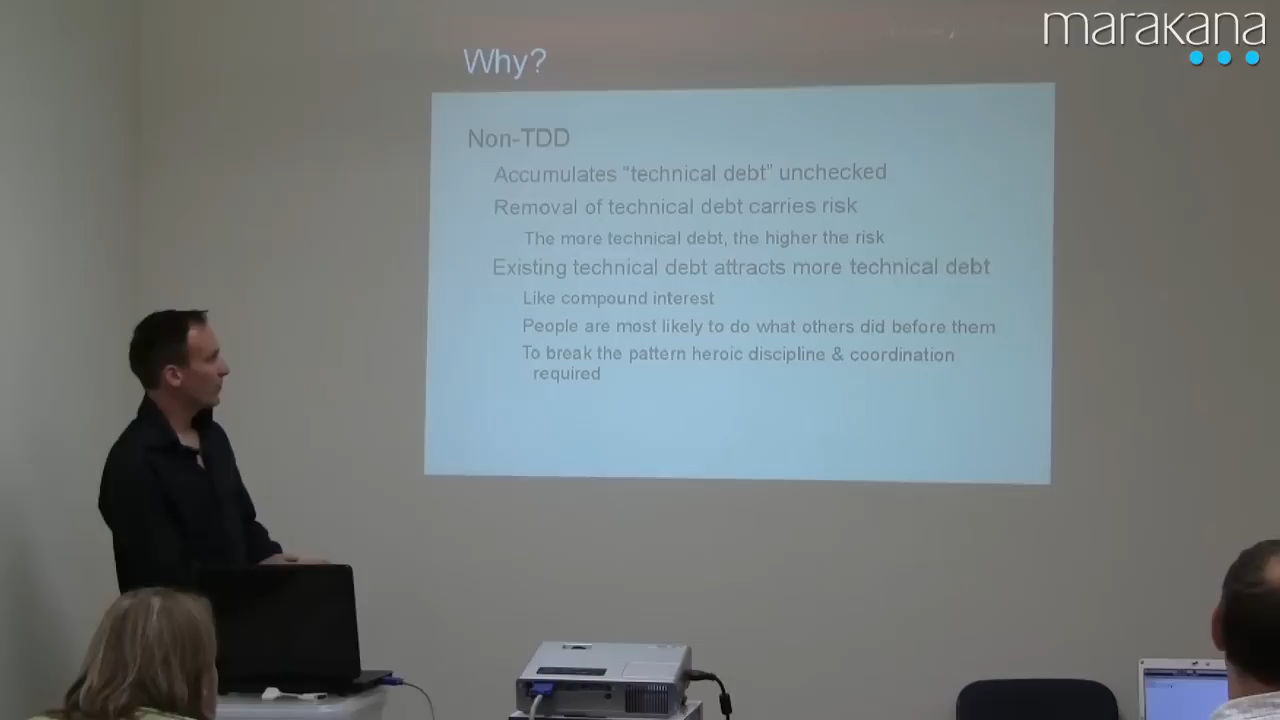 marakana
Why?
Non-TDD
Accumulates "technical debt" unchecked
Removal of technical debt carries risk
The more technical debt, the higher the risk
Existing technical debt attracts more technical debt
Like compound interest
People are most likely to do what others did before them
To break the pattern heroic discipline & coordination
required